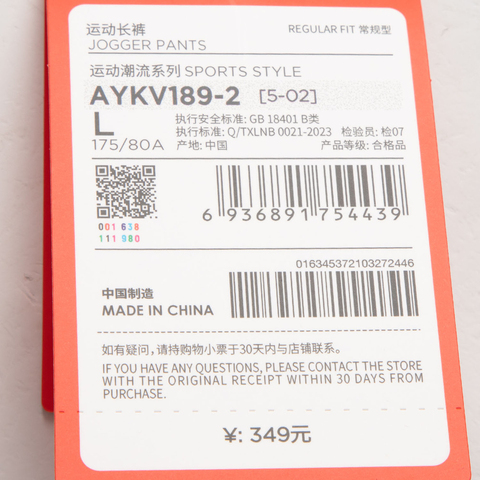 运动长裤
REGULAR FIT 常规型
JOGGER PANTS
运动潮流系列 SPORTS STYLE
AYKV189-2 [5-02]
L
175/80A
执行安全标准: GB 18401 B类
执行标准: Q/TXLNB 0021-2023 检验员: 检07
产地: 中国 产品等级: 合格品
001 638
111 980
6 936891 754439
016345372103272446
中国制造
MADE IN CHINA
如有疑问,请持购物小票于30天内与店铺联系。
IF YOU HAVE ANY QUESTIONS, PLEASE CONTACT THE STORE
WITH THE ORIGINAL RECEIPT WITHIN 30 DAYS FROM
PURCHASE.
¥: 349元